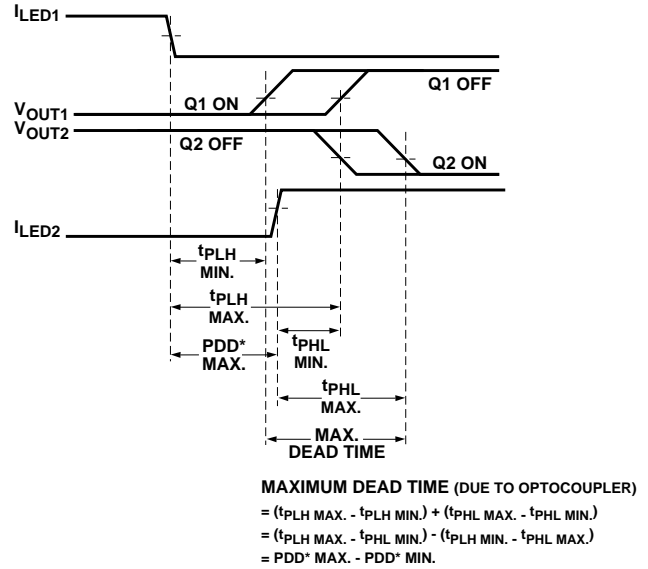 ILED1
VOUT1
Q1 ON
Q1 OFF
VOUT2
Q2 OFF
Q2 ON
ILED2
tPLH
MIN.
tPLH
MAX.
PDD*
MAX.
tPHL
MIN.
tPHL
MAX.
MAX.
DEAD TIME
MAXIMUM DEAD TIME (DUE TO OPTOCOUPLER)
= (tPLH MAX. - tPLH MIN.) + (tPHL MAX. - tPHL MIN.)
= (tPLH MAX. - tPHL MIN.) - (tPLH MIN. - tPHL MAX.)
= PDD* MAX. - PDD* MIN.